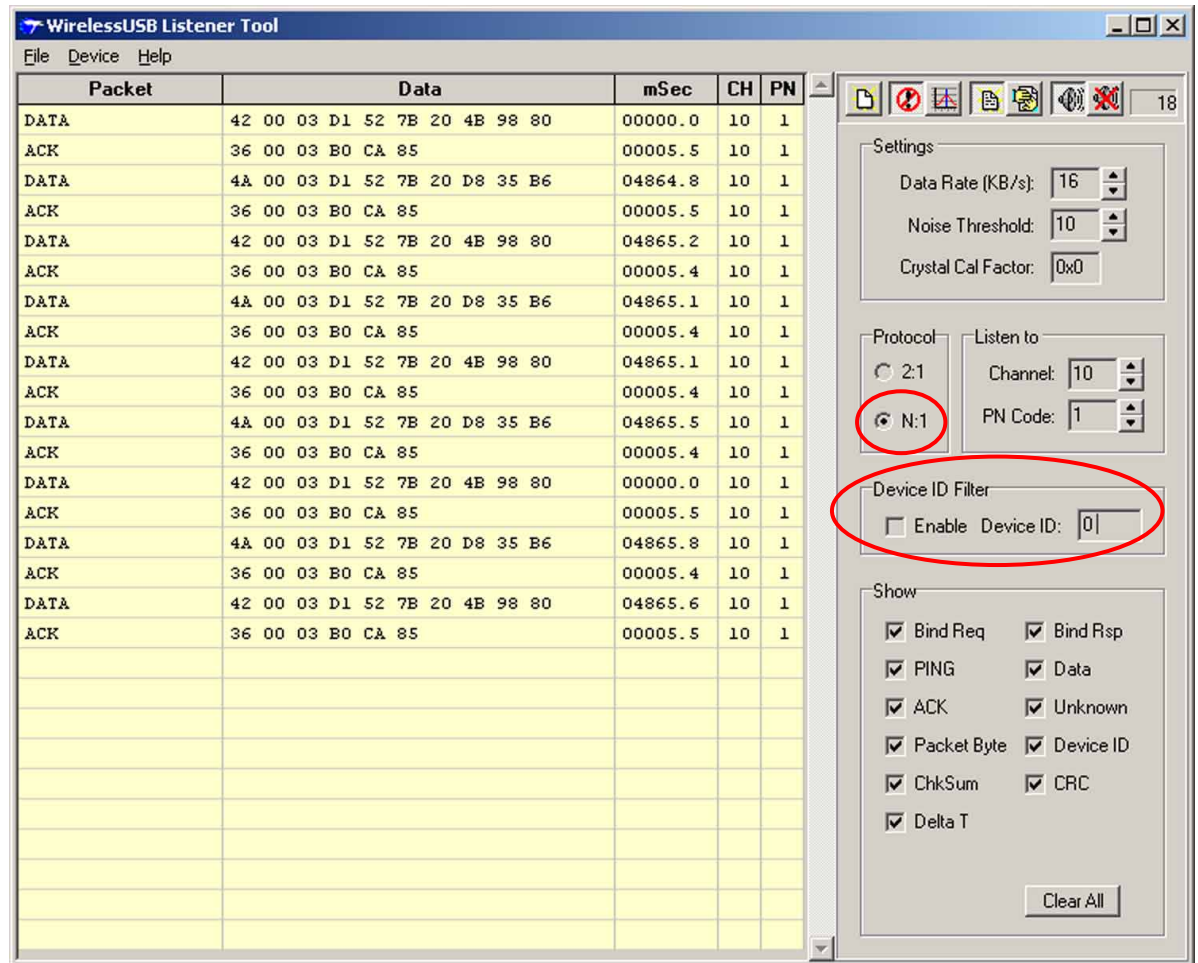 WirelessUSB Listener Tool
File Device Help
Packet Data mSec CH PN
DATA 42 00 03 D1 52 7B 20 4B 98 80 00000.0 10 1
ACK 36 00 03 B0 CA 85 00005.5 10 1
DATA 4A 00 03 D1 52 7B 20 D8 35 B6 04864.8 10 1
ACK 36 00 03 B0 CA 85 00005.5 10 1
DATA 42 00 03 D1 52 7B 20 4B 98 80 04865.2 10 1
ACK 36 00 03 B0 CA 85 00005.4 10 1
DATA 4A 00 03 D1 52 7B 20 D8 35 B6 04865.1 10 1
ACK 36 00 03 B0 CA 85 00005.4 10 1
DATA 42 00 03 D1 52 7B 20 4B 98 80 04865.1 10 1
ACK 36 00 03 B0 CA 85 00005.4 10 1
DATA 4A 00 03 D1 52 7B 20 D8 35 B6 04865.5 10 1
ACK 36 00 03 B0 CA 85 00005.4 10 1
DATA 42 00 03 D1 52 7B 20 4B 98 80 00000.0 10 1
ACK 36 00 03 B0 CA 85 00005.5 10 1
DATA 4A 00 03 D1 52 7B 20 D8 35 B6 04865.8 10 1
ACK 36 00 03 B0 CA 85 00005.4 10 1
DATA 42 00 03 D1 52 7B 20 4B 98 80 04865.6 10 1
ACK 36 00 03 B0 CA 85 00005.5 10 1
18
Settings
Data Rate (KB/s): 16
Noise Threshold: 10
Crystal Cal Factor: 0x0
Protocol
2:1
N:1
Listen to
Channel: 10
PN Code: 1
Device ID Filter
Enable Device ID: 0
Show
Bind Req Bind Rsp
PING Data
ACK Unknown
Packet Byte Device ID
ChkSum CRC
Delta T
Clear All